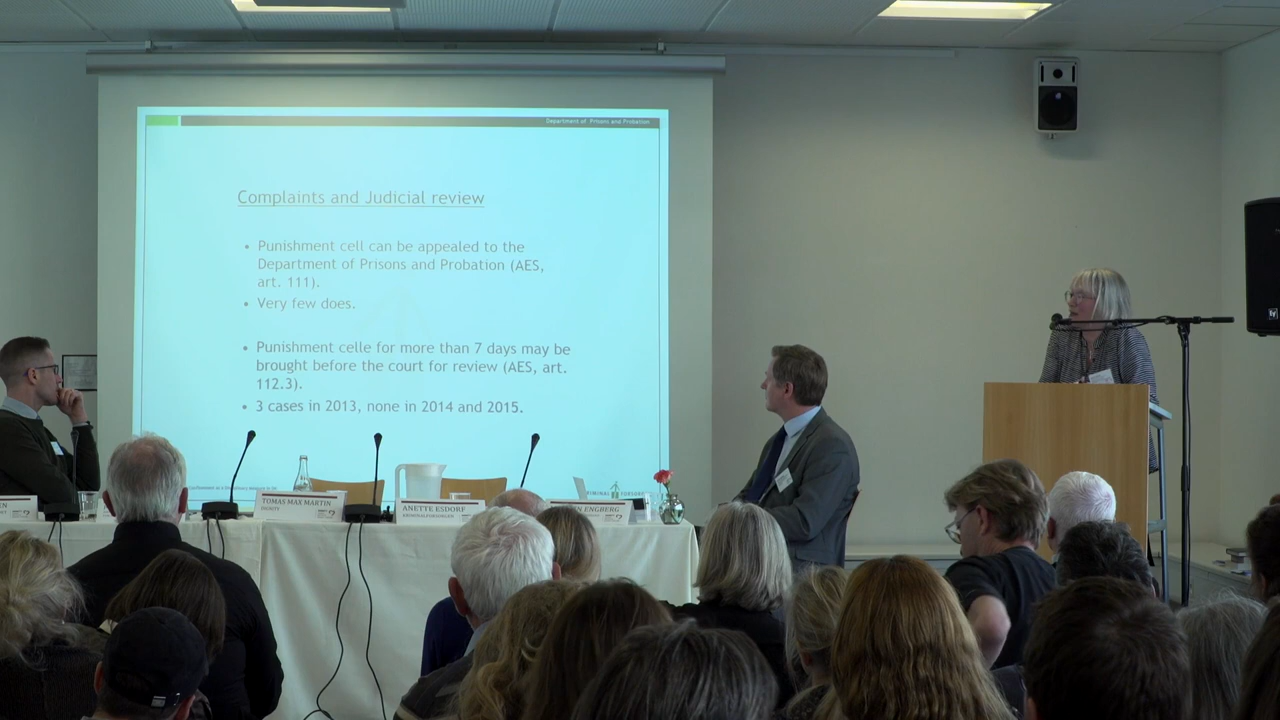 Department of Prisons and Probation
Complaints and Judicial review
• Punishment cell can be appealed to the
Department of Prisons and Probation (AES,
art. 111).
• Very few does.
• Punishment celle for more than 7 days may be
brought before the court for review (AES, art.
112.3).
• 3 cases in 2013, none in 2014 and 2015.
TOMAS MAX MARTIN
DIGNITY
ANETTE ESDORF
KRIMINALFORSORGEN
ENGBERG